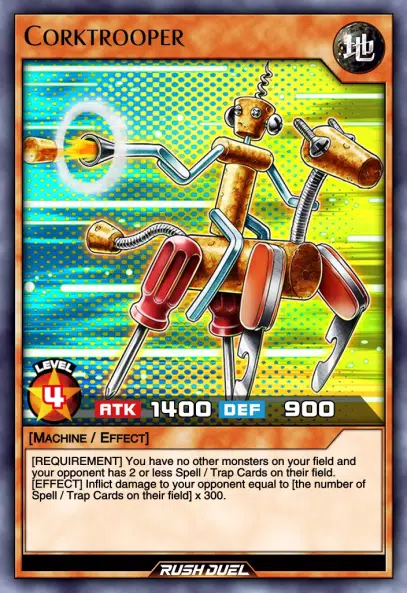 CORKTROOPER
地
LEVEL
4
ATK 1400 DEF 900
[MACHINE / EFFECT]
[REQUIREMENT] You have no other monsters on your field and
your opponent has 2 or less Spell / Trap Cards on their field.
[EFFECT] Inflict damage to your opponent equal to [the number of
Spell / Trap Cards on their field] x 300.
RUSH DUEL